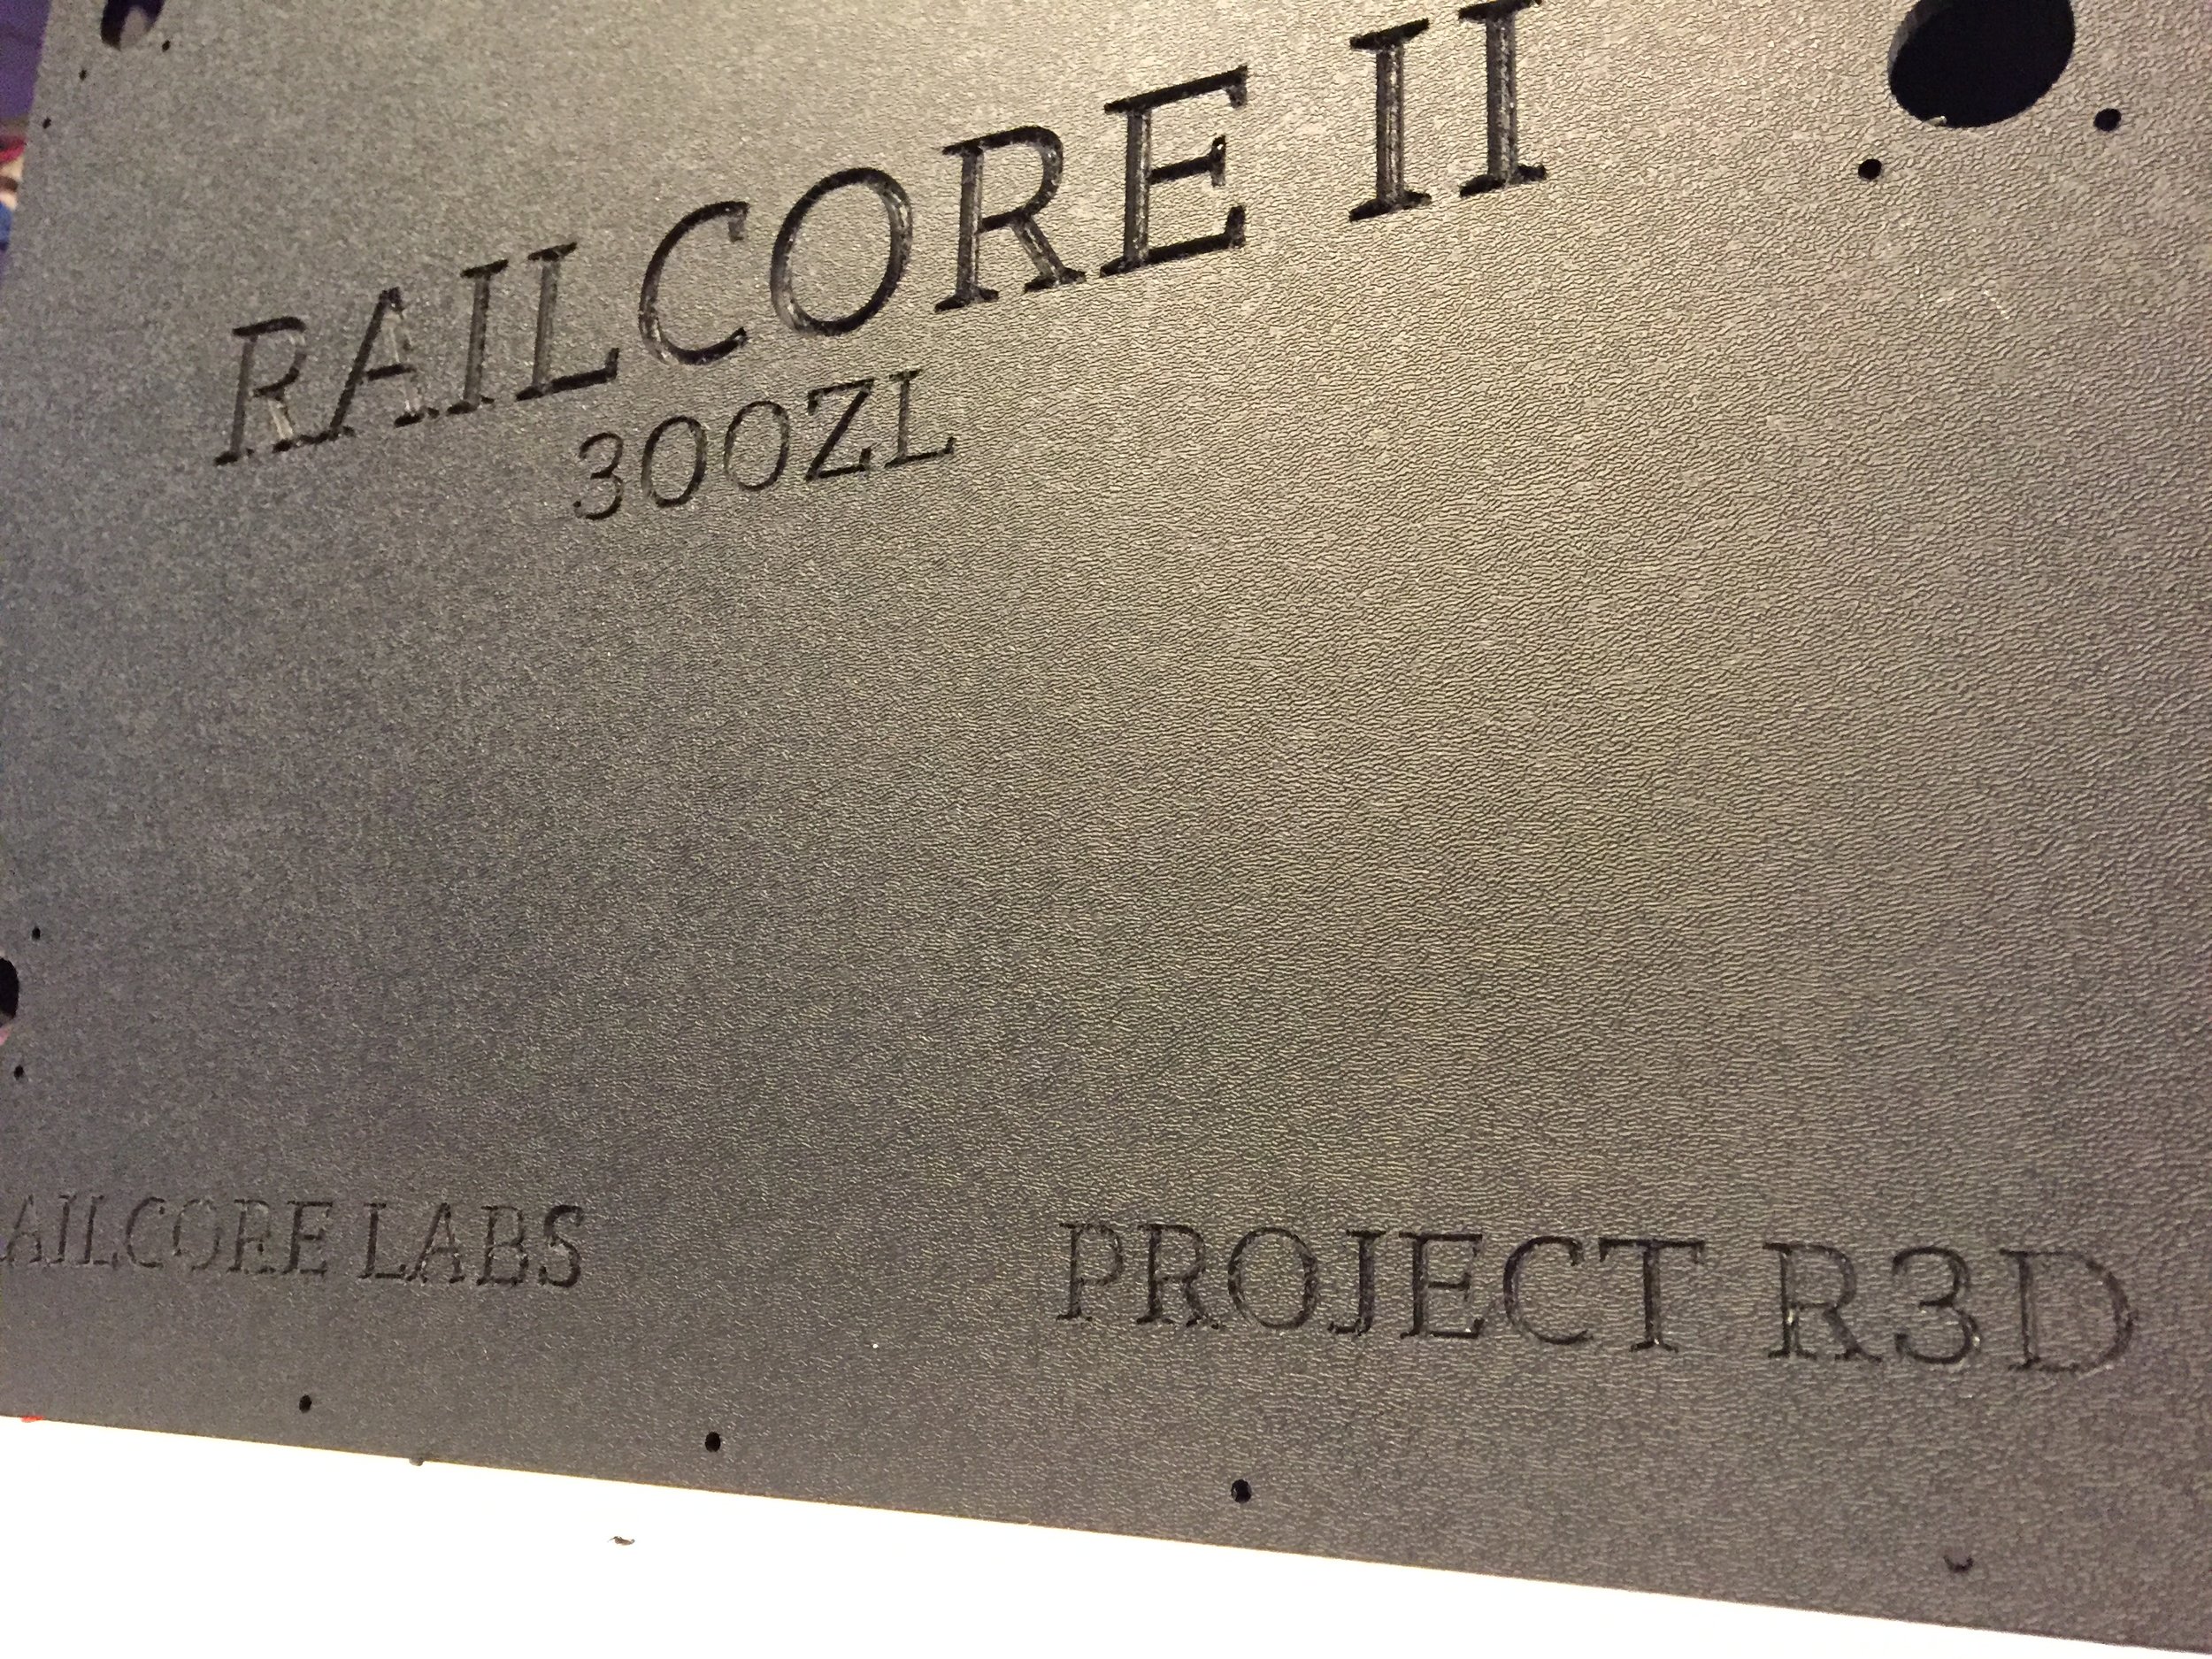 RAILCORE II
300ZL
AILCORE LABS
PROJECT R3D